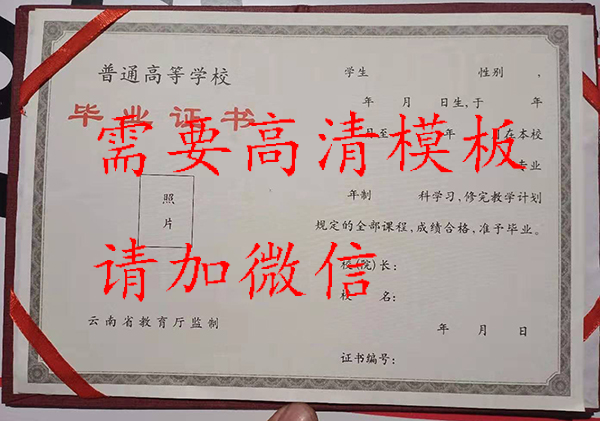 普通高等学校
毕业证书
照
片
云南省教育厅监制
学生 性别 ,
年 月 日生,于 年
月至 年 月在本校
专业
年制 科学习,修完教学计划
规定的全部课程,成绩合格,准予毕业。
校(院)长:
校 名:
年 月 日
证书编号:
需要高清模板
请加微信